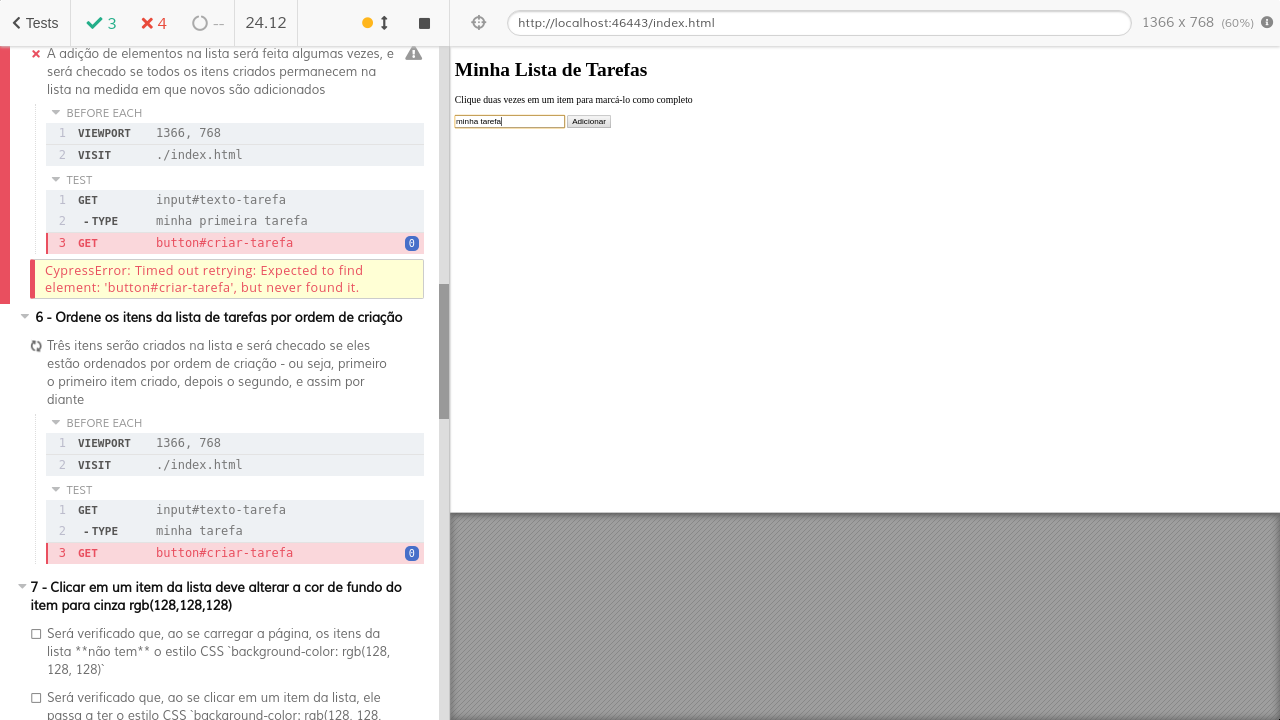 Tests
3
4
--
24.12
http://localhost:46443/index.html
1366 x 768 (60%)
A adição de elementos na lista será feita algumas vezes, e
será checado se todos os itens criados permanecem na
lista na medida em que novos são adicionados
BEFORE EACH
1 VIEWPORT 1366, 768
2 VISIT ./index.html
TEST
1 GET input#texto-tarefa
2 -TYPE minha primeira tarefa
3 GET button#criar-tarefa 0
CypressError: Timed out retrying: Expected to find
element: 'button#criar-tarefa', but never found it.
6 - Ordene os itens da lista de tarefas por ordem de criação
Três itens serão criados na lista e será checado se eles
estão ordenados por ordem de criação - ou seja, primeiro
o primeiro item criado, depois o segundo, e assim por
diante
BEFORE EACH
1 VIEWPORT 1366, 768
2 VISIT ./index.html
TEST
1 GET input#texto-tarefa
2 -TYPE minha tarefa
3 GET button#criar-tarefa 0
7 - Clicar em um item da lista deve alterar a cor de fundo do
item para cinza rgb(128,128,128)
Será verificado que, ao se carregar a página, os itens da
lista **não tem** o estilo CSS `background-color: rgb(128,
128, 128)`
Será verificado que, ao se clicar em um item da lista, ele
passa a ter o estilo CSS `background-color: rgb(128, 128,
Minha Lista de Tarefas
Clique duas vezes em um item para marcá-lo como completo
minha tarefa
Adicionar